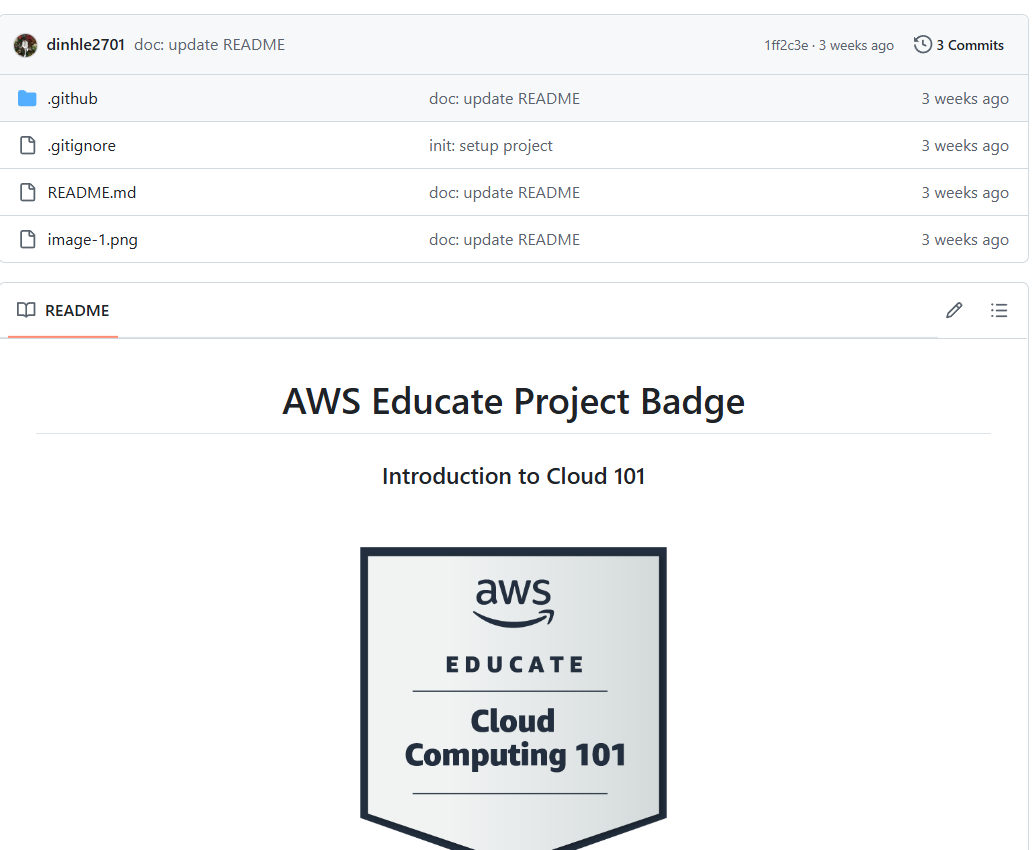 dinhle2701 doc: update README 1ff2c3e · 3 weeks ago 3 Commits
.github doc: update README 3 weeks ago
.gitignore init: setup project 3 weeks ago
README.md doc: update README 3 weeks ago
image-1.png doc: update README 3 weeks ago
README
AWS Educate Project Badge
Introduction to Cloud 101
aws
EDUCATE
Cloud
Computing 101